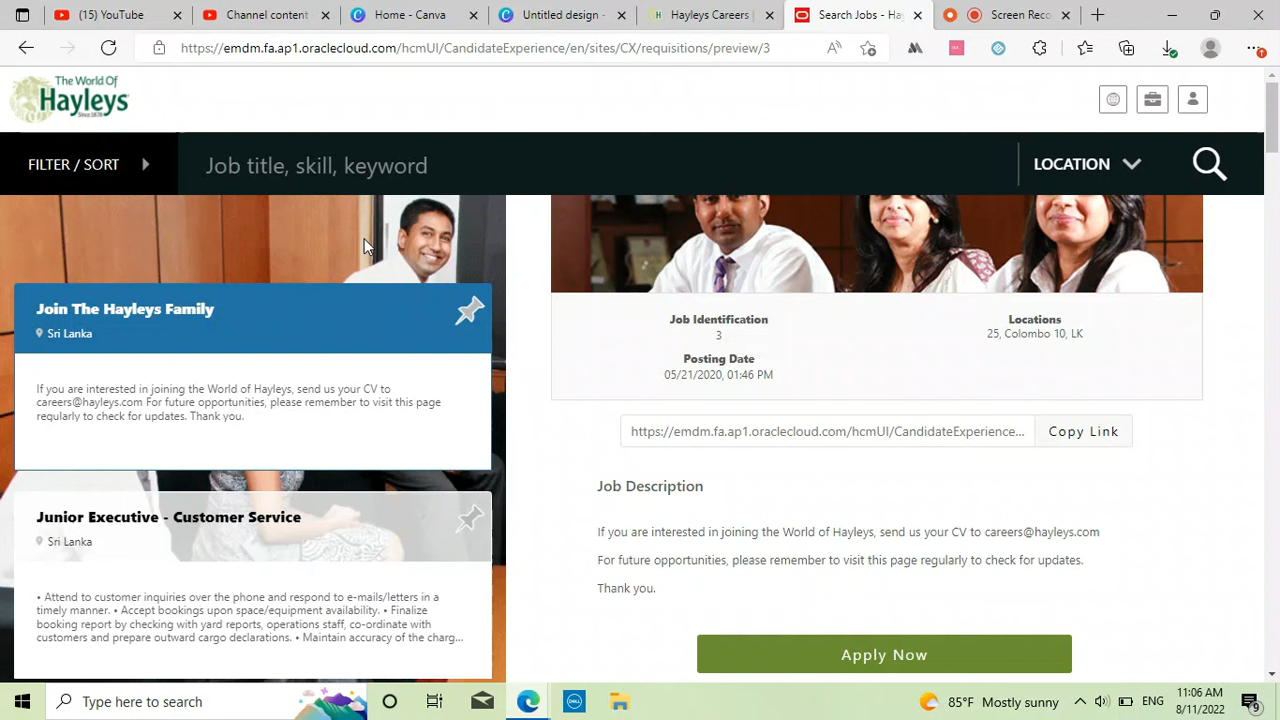 Canva design -
Hayleys Careers
Search Job Vac
Screen Reco
https://emdm.fa.ap1.oraclecloud.com/hcmUI/CandidateExperience/en/sites/CX/requisitions/preview/3
The World Of
Hayleys
Since 1878
FILTER / SORT
Job title, skill, keyword
LOCATION
Join The Hayleys Family
Sri Lanka
If you are interested in joining the World of Hayleys, send us your CV to
careers@hayleys.com For future opportunities, please remember to visit this page
regularly to check for updates. Thank you.
Junior Executive - Customer Service
Sri Lanka
• Attend to customer inquiries over the phone and respond to e-mails/letters in a
timely manner. • Accept bookings upon space/equipment availability. • Finalize
booking report by checking with yard reports, operations staff, co-ordinate with
customers and prepare outward cargo declarations. • Maintain accuracy of the charg...
Job Identification
3
Locations
25, Colombo 10, LK
Posting Date
05/21/2020, 01:46 PM
https://emdm.fa.ap1.oraclecloud.com/hcmUI/CandidateExperience...
Copy Link
Job Description
If you are interested in joining the World of Hayleys, send us your CV to careers@hayleys.com
For future opportunities, please remember to visit this page regularly to check for updates.
Thank you.
Apply Now
Type here to search
85°F Mostly sunny
ENG
11:06 AM
8/11/2022
9